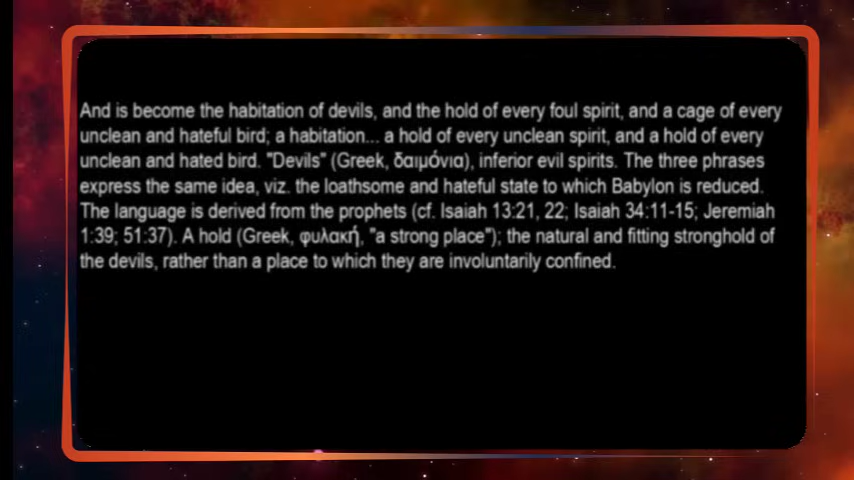 And is become the habitation of devils, and the hold of every foul spirit, and a cage of every
unclean and hateful bird; a habitation... a hold of every unclean spirit, and a hold of every
unclean and hated bird. "Devils" (Greek, δαιμόνια), inferior evil spirits. The three phrases
express the same idea, viz. the loathsome and hateful state to which Babylon is reduced.
The language is derived from the prophets (cf. Isaiah 13:21, 22; Isaiah 34:11-15; Jeremiah
1:39; 51:37). A hold (Greek, φυλακή, "a strong place"); the natural and fitting stronghold of
the devils, rather than a place to which they are involuntarily confined.